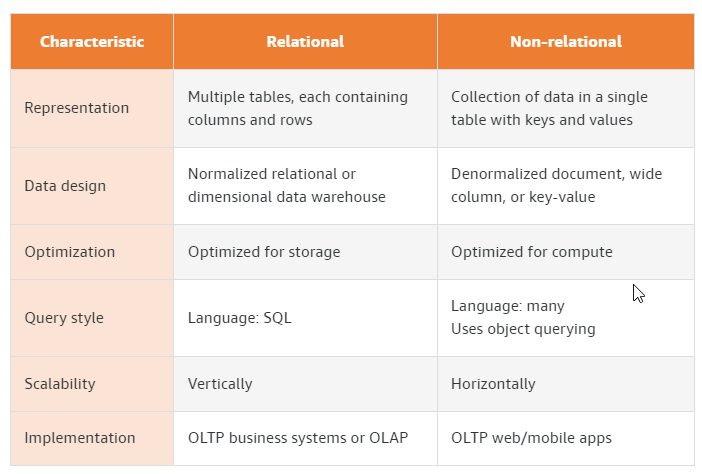 Characteristic Relational Non-relational
Representation
Multiple tables, each containing
columns and rows
Collection of data in a single
table with keys and values
Data design
Normalized relational or
dimensional data warehouse
Denormalized document, wide
column, or key-value
Optimization Optimized for storage Optimized for compute
Query style Language: SQL
Language: many
Uses object querying
Scalability Vertically Horizontally
Implementation OLTP business systems or OLAP OLTP web/mobile apps